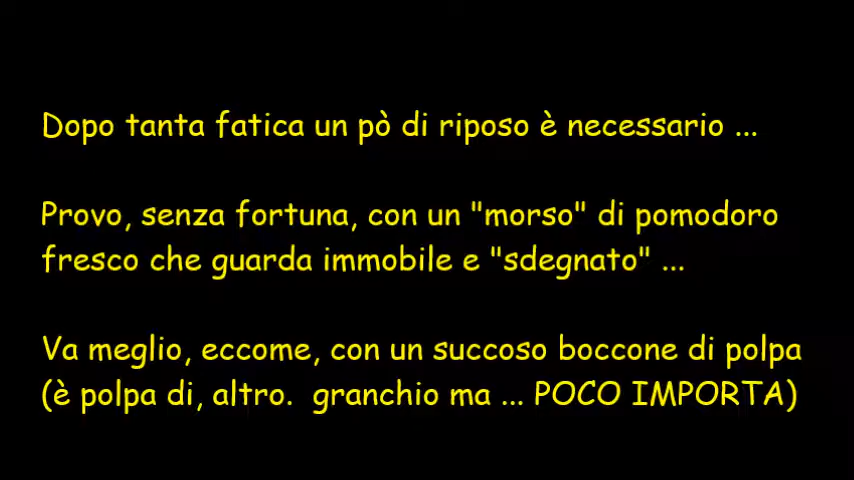 Dopo tanta fatica un pò di riposo è necessario ...
Provo, senza fortuna, con un "morso" di pomodoro
fresco che guarda immobile e "sdegnato" ...
Va meglio, eccome, con un succoso boccone di polpa
(è polpa di, altro.  granchio ma ... POCO IMPORTA)